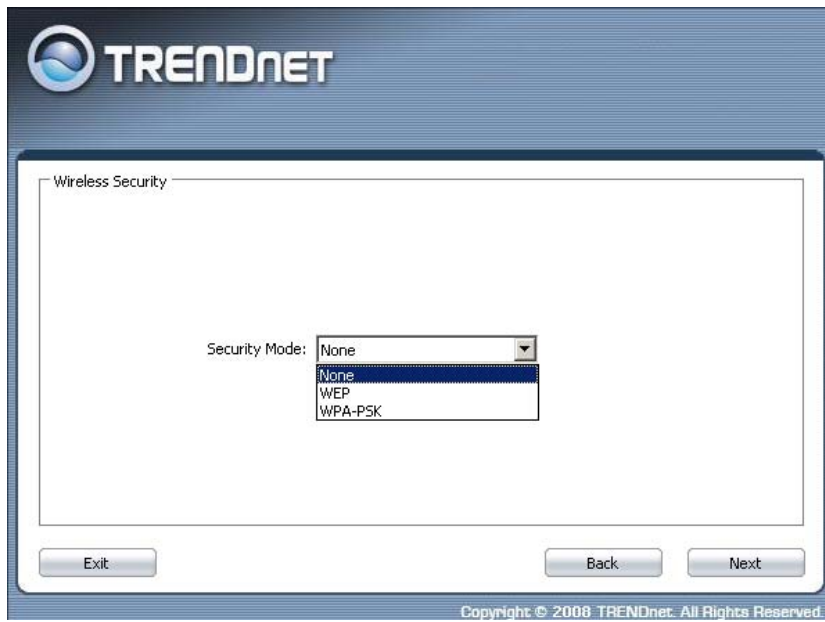 TRENDNET
Wireless Security
Security Mode: None
None
WEP
WPA-PSK
Exit Back Next
Copyright © 2008 TRENDnet. All Rights Reserved.